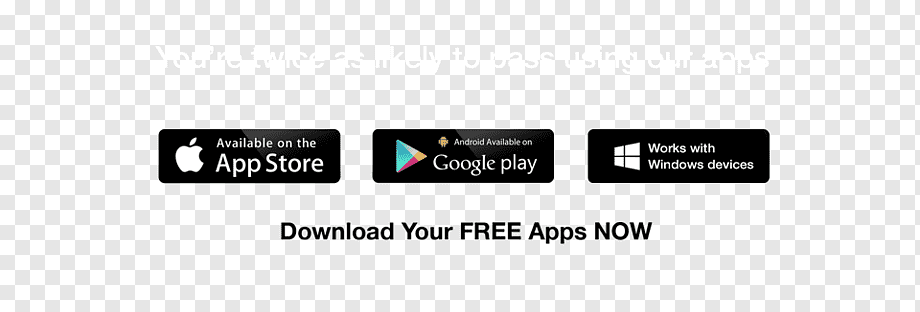 You're twice as likely to pass using our apps
Available on the
App Store
Android Available on
Google play
Works with
Windows devices
Download Your FREE Apps NOW